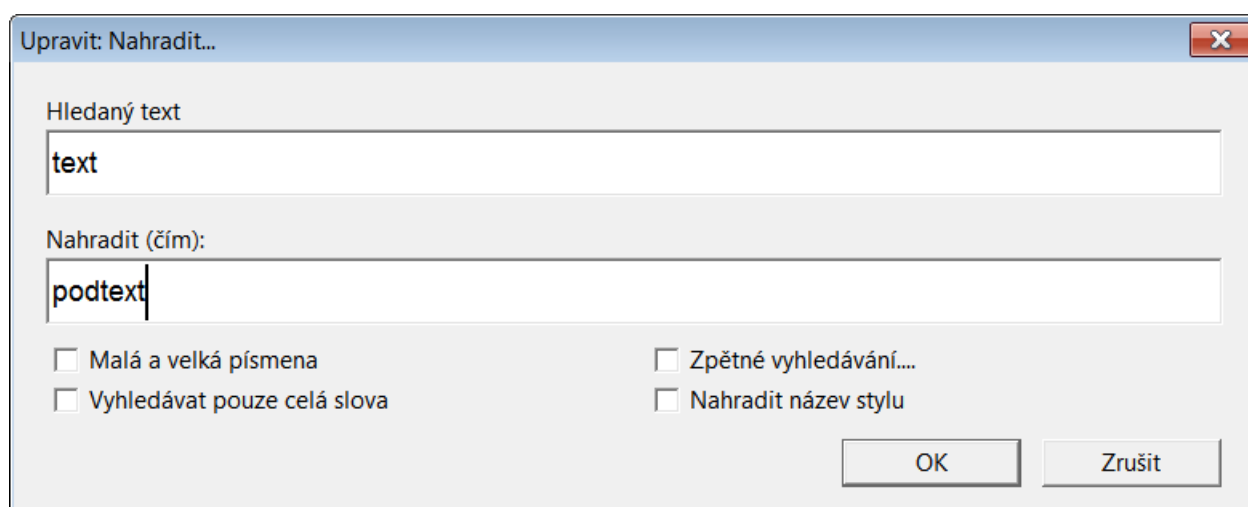 Upravit: Nahradit...
Hledaný text
text
Nahradit (čím):
podtext
Malá a velká písmena
Zpětné vyhledávání....
Vyhledávat pouze celá slova
Nahradit název stylu
OK
Zrušit